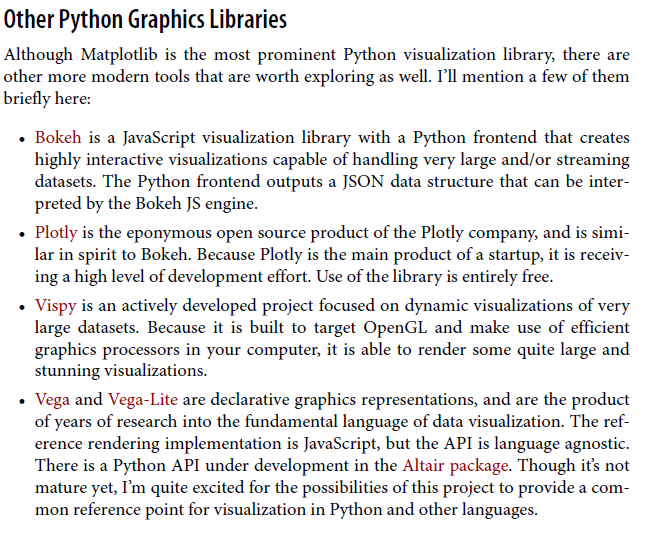 Other Python Graphics Libraries
Although Matplotlib is the most prominent Python visualization library, there are
other more modern tools that are worth exploring as well. I’ll mention a few of them
briefly here:
• Bokeh is a JavaScript visualization library with a Python frontend that creates
highly interactive visualizations capable of handling very large and/or streaming
datasets. The Python frontend outputs a JSON data structure that can be inter-
preted by the Bokeh JS engine.
• Plotly is the eponymous open source product of the Plotly company, and is simi-
lar in spirit to Bokeh. Because Plotly is the main product of a startup, it is receiv-
ing a high level of development effort. Use of the library is entirely free.
• Vispy is an actively developed project focused on dynamic visualizations of very
large datasets. Because it is built to target OpenGL and make use of efficient
graphics processors in your computer, it is able to render some quite large and
stunning visualizations.
• Vega and Vega-Lite are declarative graphics representations, and are the product
of years of research into the fundamental language of data visualization. The ref-
erence rendering implementation is JavaScript, but the API is language agnostic.
There is a Python API under development in the Altair package. Though it’s not
mature yet, I’m quite excited for the possibilities of this project to provide a com-
mon reference point for visualization in Python and other languages.